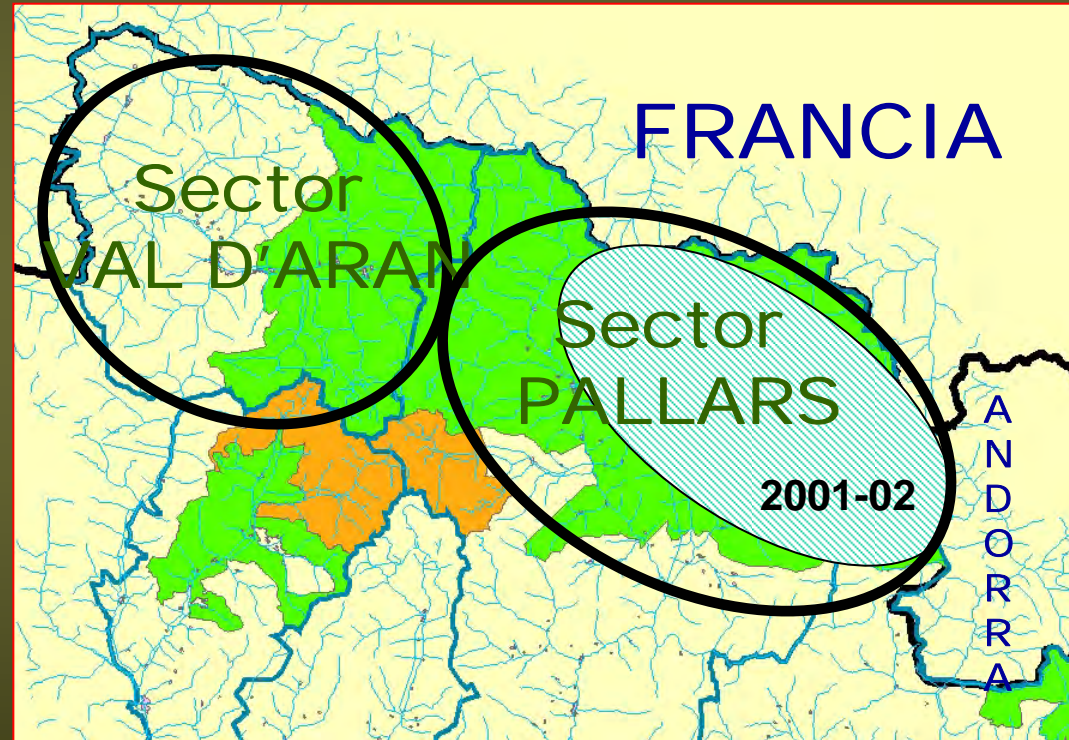 FRANCIA
Sector
VAL D'ARAN
Sector
PALLARS
2001-02
ANDORRA